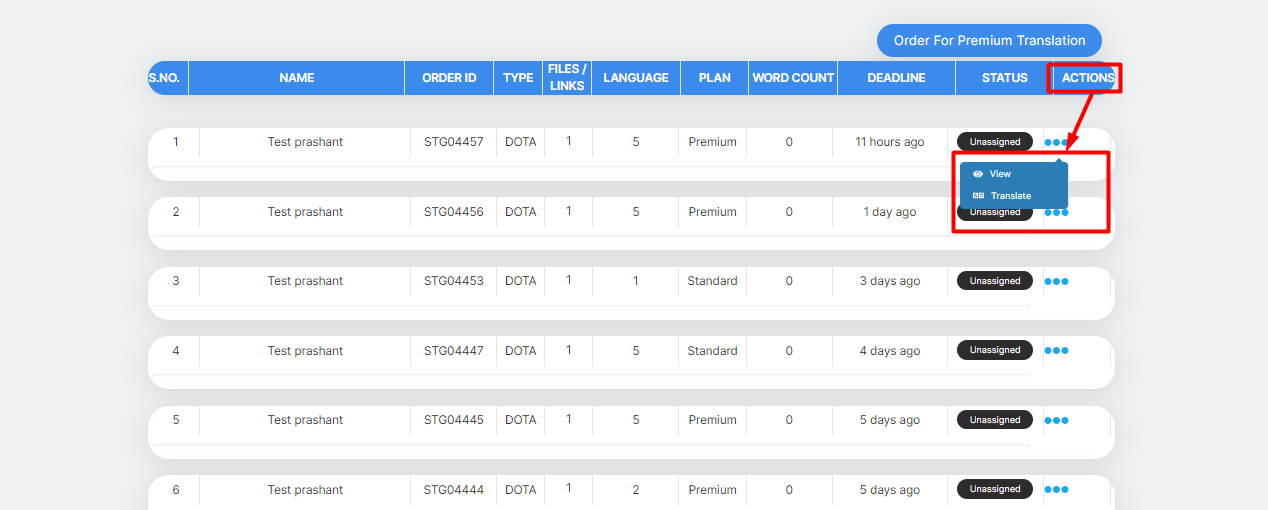 Order For Premium Translation
S.NO. NAME ORDER ID TYPE FILES / LINKS LANGUAGE PLAN WORD COUNT DEADLINE STATUS ACTIONS
1 Test prashant STG04457 DOTA 1 5 Premium 0 11 hours ago Unassigned
View
Translate
2 Test prashant STG04456 DOTA 1 5 Premium 0 1 day ago Unassigned
3 Test prashant STG04453 DOTA 1 1 Standard 0 3 days ago Unassigned
4 Test prashant STG04447 DOTA 1 5 Standard 0 4 days ago Unassigned
5 Test prashant STG04445 DOTA 1 5 Premium 0 5 days ago Unassigned
6 Test prashant STG04444 DOTA 1 2 Premium 0 5 days ago Unassigned